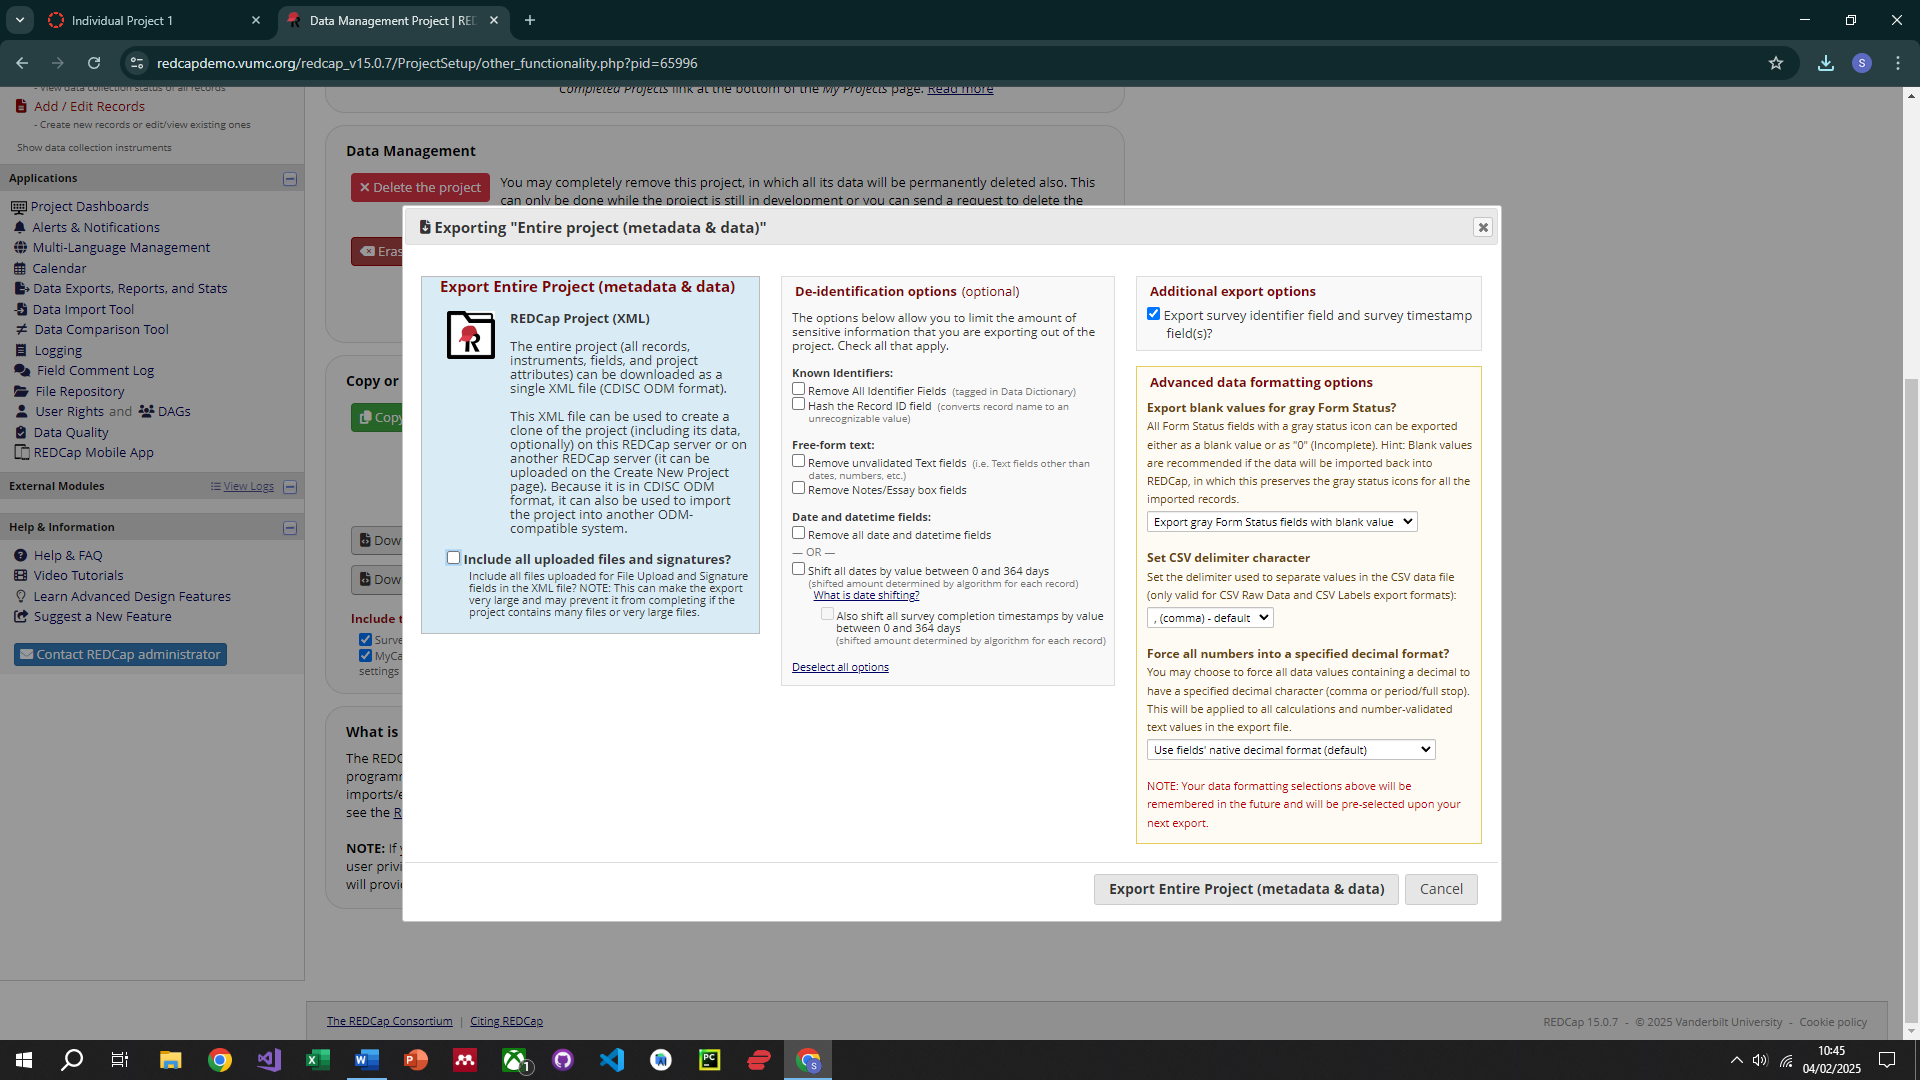 Individual Project 1
Data Management Project | RED
redcapdemo.vumc.org/redcap_v15.0.7/ProjectSetup/other_functionality.php?pid=65996
S
- View data collection status of all records
Add / Edit Records
- Create new records or edit/view existing ones
Show data collection instruments
Applications
Project Dashboards
Alerts & Notifications
Multi-Language Management
Calendar
Data Exports, Reports, and Stats
Data Import Tool
Data Comparison Tool
Logging
Field Comment Log
File Repository
User Rights and DAGs
Data Quality
REDCap Mobile App
External Modules
View Logs
Help & Information
Help & FAQ
Video Tutorials
Learn Advanced Design Features
Suggest a New Feature
Contact REDCap administrator
Completed Projects link at the bottom of the My Projects page. Read more
Data Management
Delete the project
You may completely remove this project, in which all its data will be permanently deleted also. This
can only be done while the project is still in development or you can send a request to delete the
Eras
Copy or
Copy
Dow
Dow
Include t
Surve
MyCa
settings
What is
The REDC
programm
imports/e
see the R
NOTE: If y
user privi
will provid
Exporting "Entire project (metadata & data)"
Export Entire Project (metadata & data)
REDCap Project (XML)
The entire project (all records,
instruments, fields, and project
attributes) can be downloaded as a
single XML file (CDISC ODM format).
This XML file can be used to create a
clone of the project (including its data,
optionally) on this REDCap server or on
another REDCap server (it can be
uploaded on the Create New Project
page). Because it is in CDISC ODM
format, it can also be used to import
the project into another ODM-
compatible system.
Include all uploaded files and signatures?
Include all files uploaded for File Upload and Signature
fields in the XML file? NOTE: This can make the export
very large and may prevent it from completing if the
project contains many files or very large files.
De-identification options (optional)
The options below allow you to limit the amount of
sensitive information that you are exporting out of the
project. Check all that apply.
Known Identifiers:
Remove All Identifier Fields (tagged in Data Dictionary)
Hash the Record ID field (converts record name to an
unrecognizable value)
Free-form text:
Remove unvalidated Text fields (i.e. Text fields other than
dates, numbers, etc.)
Remove Notes/Essay box fields
Date and datetime fields:
Remove all date and datetime fields
— OR —
Shift all dates by value between 0 and 364 days
(shifted amount determined by algorithm for each record)
What is date shifting?
Also shift all survey completion timestamps by value
between 0 and 364 days
(shifted amount determined by algorithm for each record)
Deselect all options
Additional export options
Export survey identifier field and survey timestamp
field(s)?
Advanced data formatting options
Export blank values for gray Form Status?
All Form Status fields with a gray status icon can be exported
either as a blank value or as "0" (Incomplete). Hint: Blank values
are recommended if the data will be imported back into
REDCap, in which this preserves the gray status icons for all the
imported records.
Export gray Form Status fields with blank value
Set CSV delimiter character
Set the delimiter used to separate values in the CSV data file
(only valid for CSV Raw Data and CSV Labels export formats):
, (comma) - default
Force all numbers into a specified decimal format?
You may choose to force all data values containing a decimal to
have a specified decimal character (comma or period/full stop).
This will be applied to all calculations and number-validated
text values in the export file.
Use fields' native decimal format (default)
NOTE: Your data formatting selections above will be
remembered in the future and will be pre-selected upon your
next export.
Export Entire Project (metadata & data)
Cancel
The REDCap Consortium | Citing REDCap
REDCap 15.0.7 - © 2025 Vanderbilt University - Cookie policy
10:45
04/02/2025